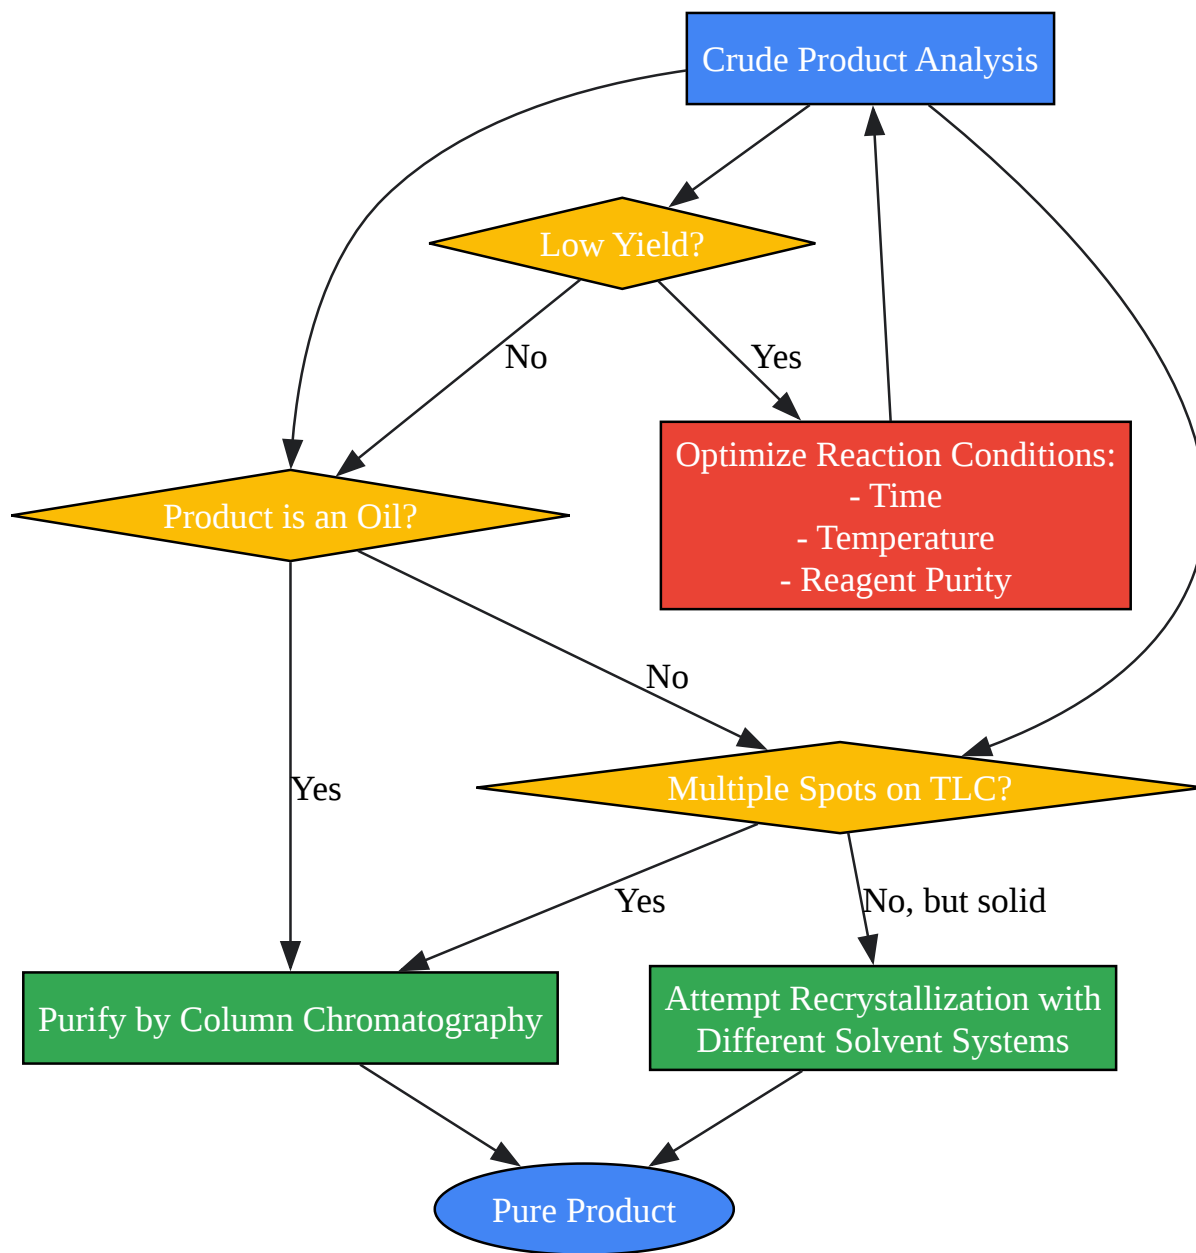 Crude Product Analysis
Low Yield?
No
Yes
Optimize Reaction Conditions:
- Time
- Temperature
- Reagent Purity
Product is an Oil?
No
Yes
Multiple Spots on TLC?
Yes
No, but solid
Purify by Column Chromatography
Attempt Recrystallization with
Different Solvent Systems
Pure Product